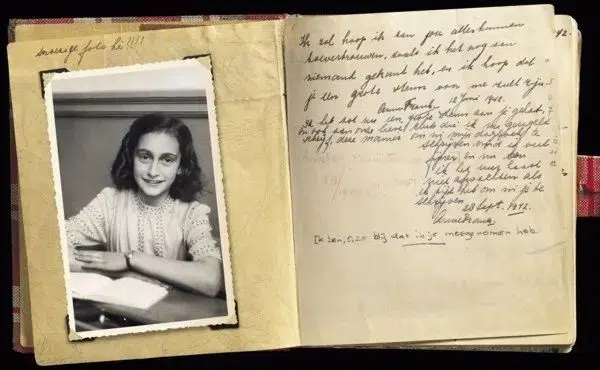 Snoezige foto hè!!!!
Ik zal hoop ik aan jou alles kunnen
toevertrouwen, zoals ik het nog aan
niemand gekund heb, en ik hoop dat
je een grote steun voor me zult zijn.
Anne Frank. 12 Juni 1942.
Ik heb tot nu een grote steun aan je gehad,
en ook aan onze lieve club die ik nu geregeld
schrijf, deze manier om in mijn dagboek te
schrijven vind ik veel
fijner en nu kan
ik het uur haast
niet afwachten als
ik tijd heb om in je te
schrijven.
28 Sept. 1942.
Anne Frank
Ik ben, o, zo blij dat ik je meegenomen heb.
42.